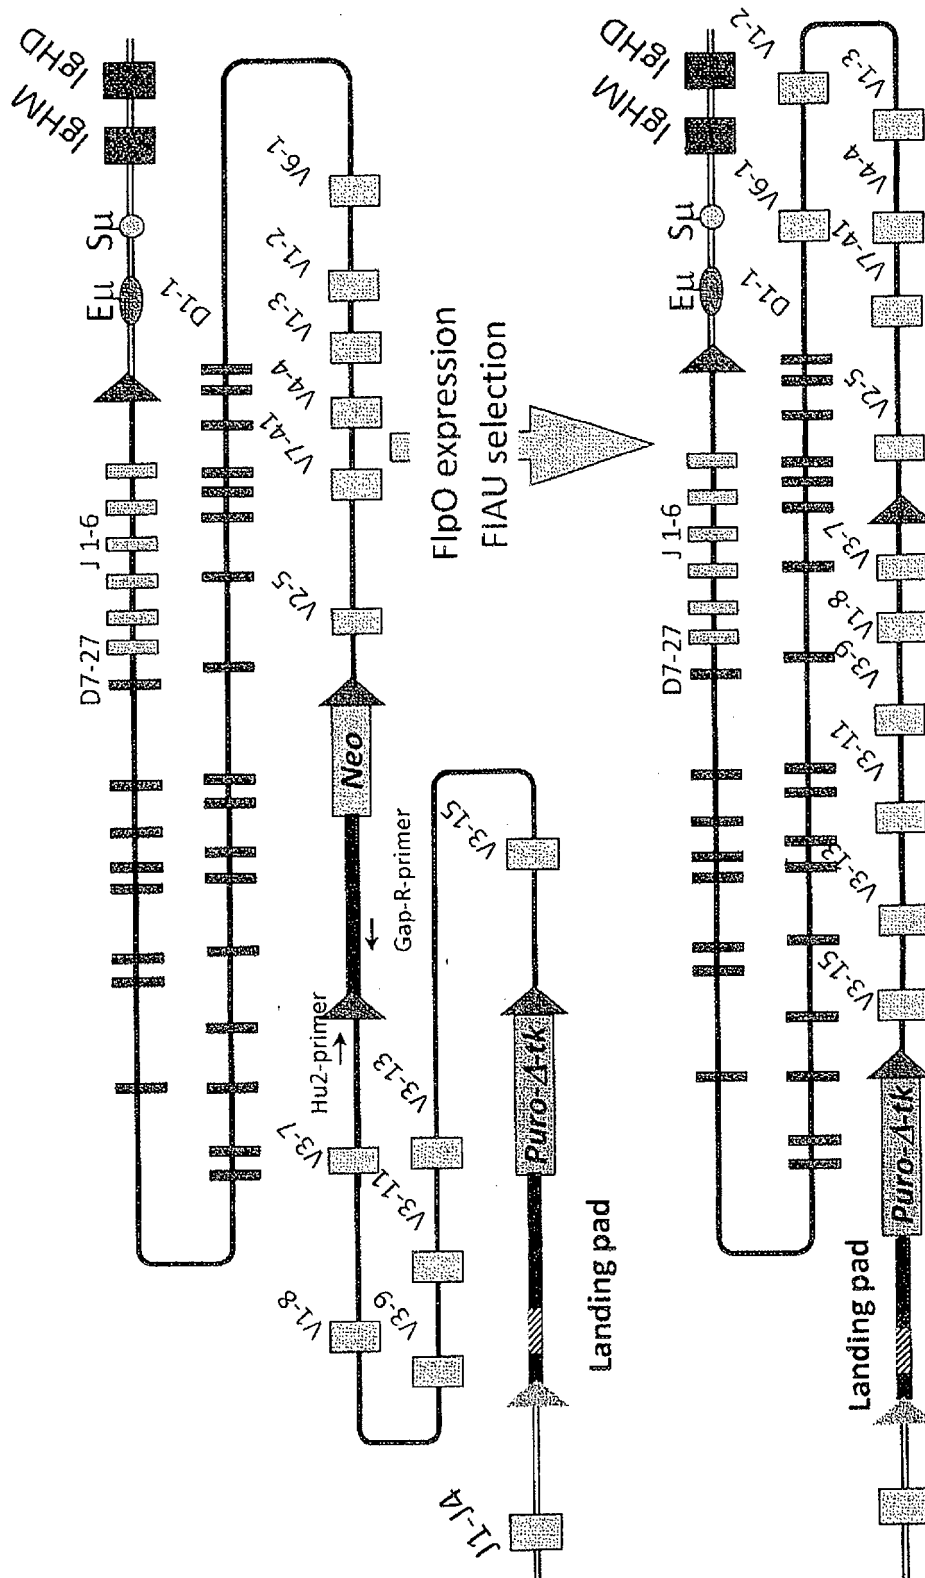 IgHD
IgHM
Sμ
Eμ
J 1-6
D7-27
D1-1
V6-1
V1-2
V1-3
V4-4
V7-41
V2-5
Neo
Gap-R-primer
Hu2-primer
V3-7
V1-8
V3-9
V3-11
V3-13
V3-15
Puro-Δ-tk
Landing pad
J1-J4
FlpO expression
FIAU selection
IgHD
IgHM
Sμ
Eμ
J 1-6
D7-27
D1-1
V6-1
V1-2
V1-3
V4-4
V7-41
V2-5
V3-7
V1-8
V3-9
V3-11
V3-13
V3-15
Puro-Δ-tk
Landing pad